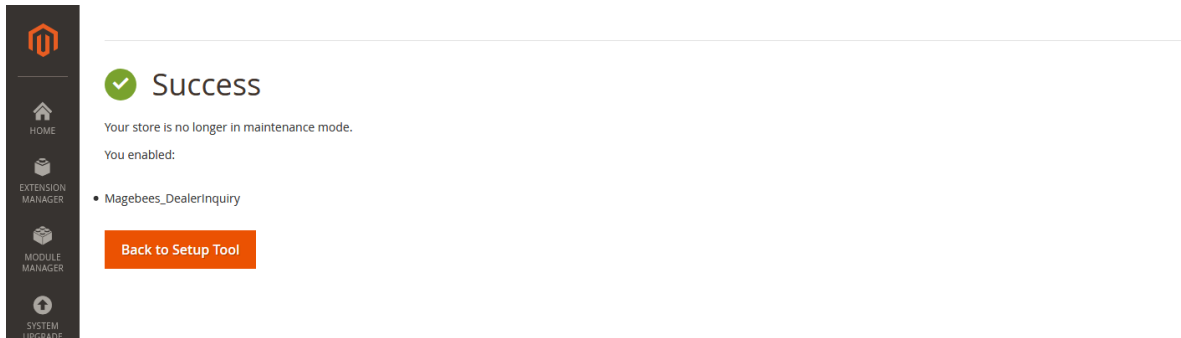 Success
HOME
Your store is no longer in maintenance mode.
You enabled:
EXTENSION
MANAGER
Magebees_DealerInquiry
Back to Setup Tool
MODULE
MANAGER
SYSTEM
UPGRADE